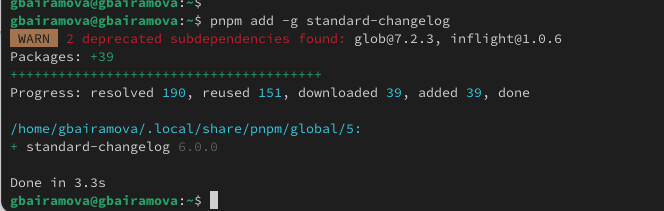 gbairamova@gbairamova:~$
gbairamova@gbairamova:~$ pnpm add -g standard-changelog
WARN 2 deprecated subdependencies found: glob@7.2.3, inflight@1.0.6
Packages: +39
+++++++++++++++++++++++++++++++++++++++
Progress: resolved 190, reused 151, downloaded 39, added 39, done
/home/gbairamova/.local/share/pnpm/global/5:
+ standard-changelog 6.0.0
Done in 3.3s
gbairamova@gbairamova:~$